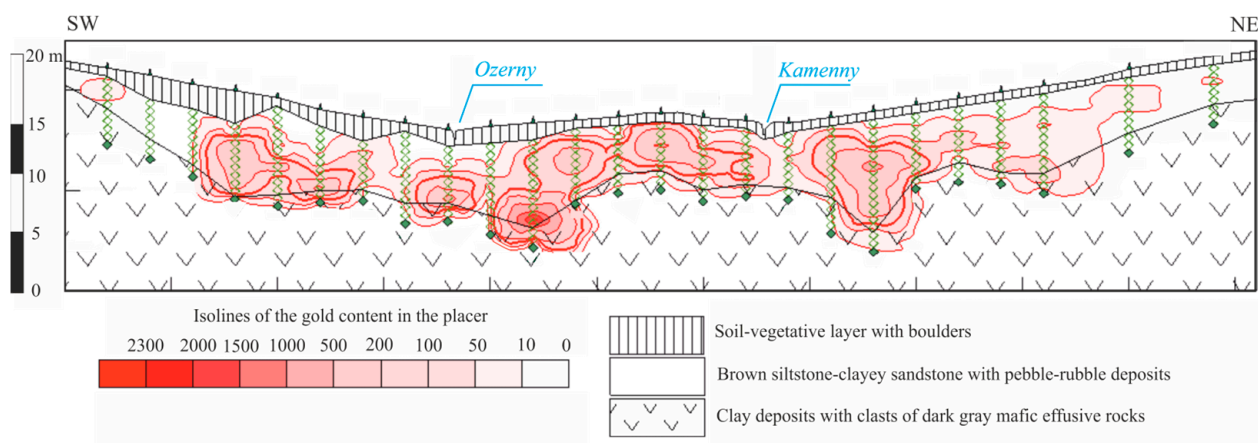 SW
NE
20 m
Ozerny
Kamenny
15
10
5
0
Isolines of the gold content in the placer
2300 2000 1500 1000 500 200 100 50 10 0
Soil-vegetative layer with boulders
Brown siltstone-clayey sandstone with pebble-rubble deposits
Clay deposits with clasts of dark gray mafic effusive rocks